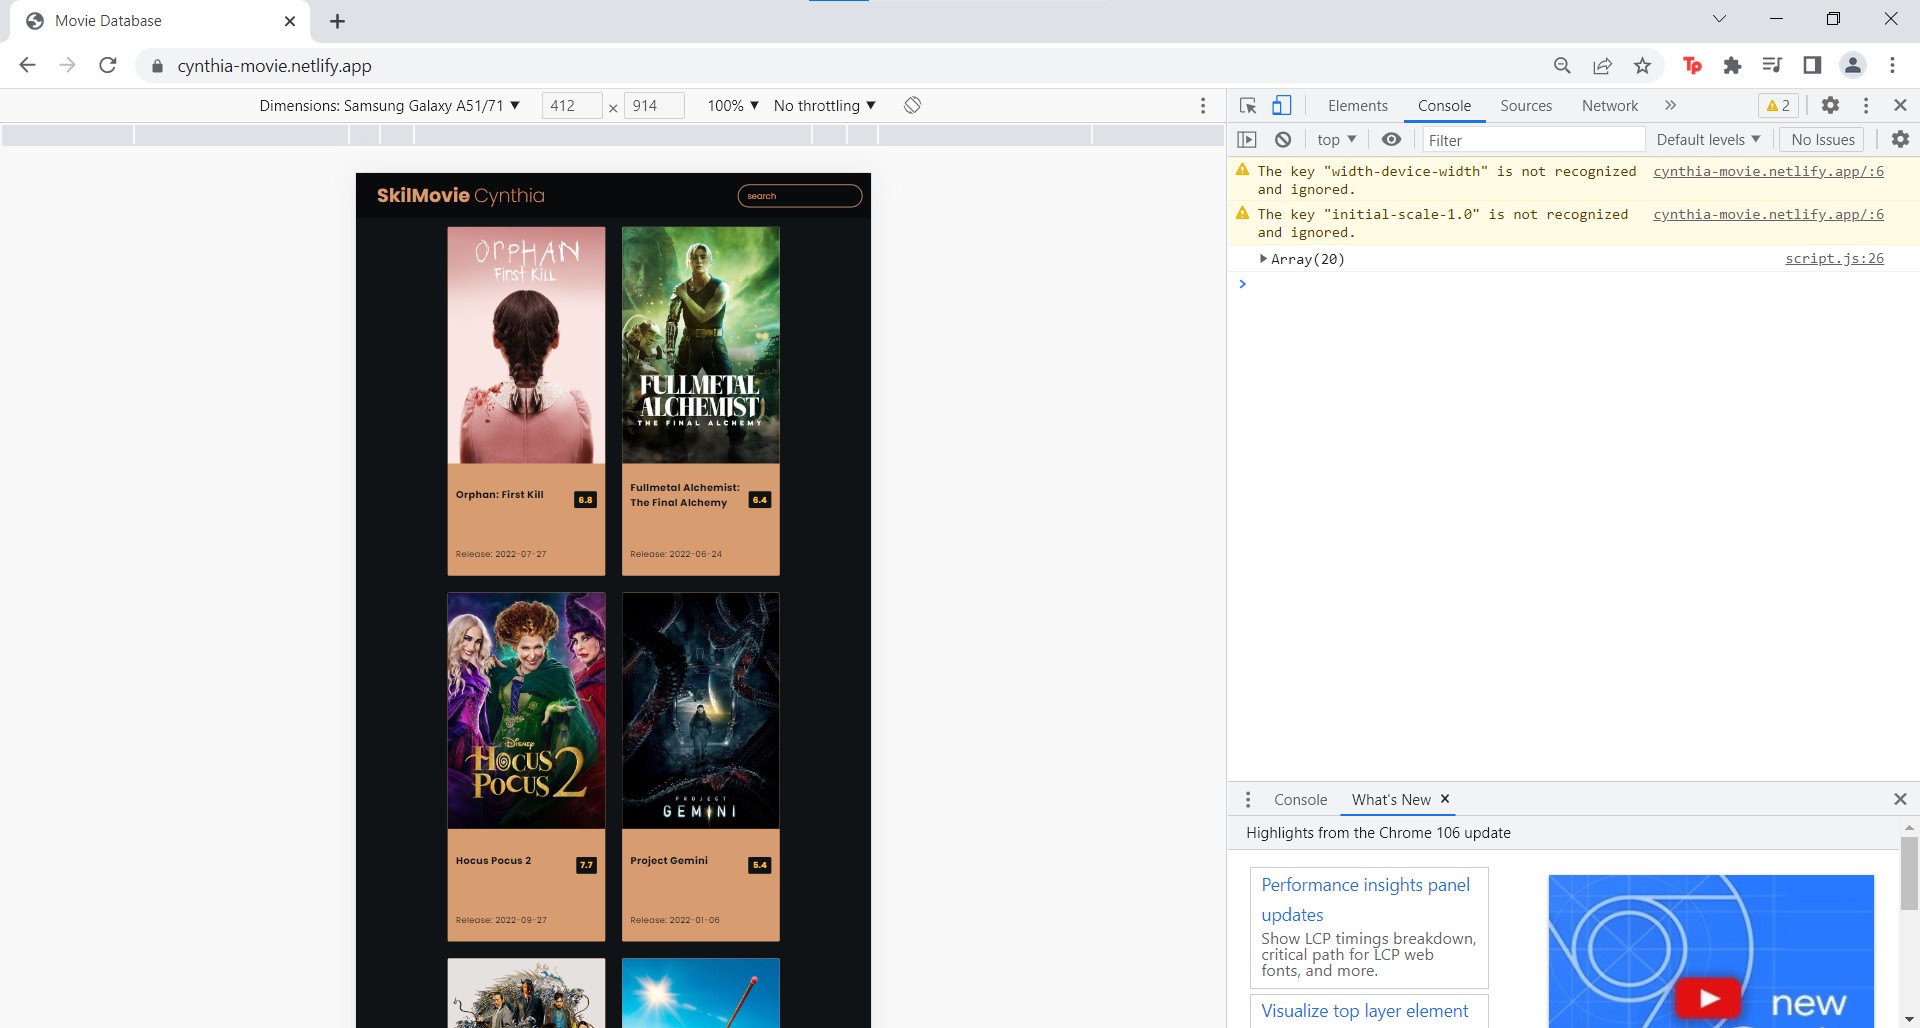 Movie Database
cynthia-movie.netlify.app
Tp
Dimensions: Samsung Galaxy A51/71 ▼ 412 × 914 100% ▼ No throttling ▼
Elements Console Sources Network » 2
top ▼ Filter Default levels ▼ No Issues
The key "width-device-width" is not recognized cynthia-movie.netlify.app/:6
and ignored.
The key "initial-scale-1.0" is not recognized cynthia-movie.netlify.app/:6
and ignored.
Array(20) script.js:26
SkilMovie Cynthia search
ORPHAN
First Kill
FULLMETAL
ALCHEMIST
THE FINAL ALCHEMY
Orphan: First Kill 6.8
Fullmetal Alchemist:
The Final Alchemy 6.4
Release: 2022-07-27
Release: 2022-06-24
Disney
HOCUS
POCUS 2
PROJECT
GEMINI
Hocus Pocus 2 7.7
Project Gemini 5.4
Release: 2022-09-27
Release: 2022-01-06
Console What's New
Highlights from the Chrome 106 update
Performance insights panel
updates
Show LCP timings breakdown,
critical path for LCP web
fonts, and more.
Visualize top layer element
new